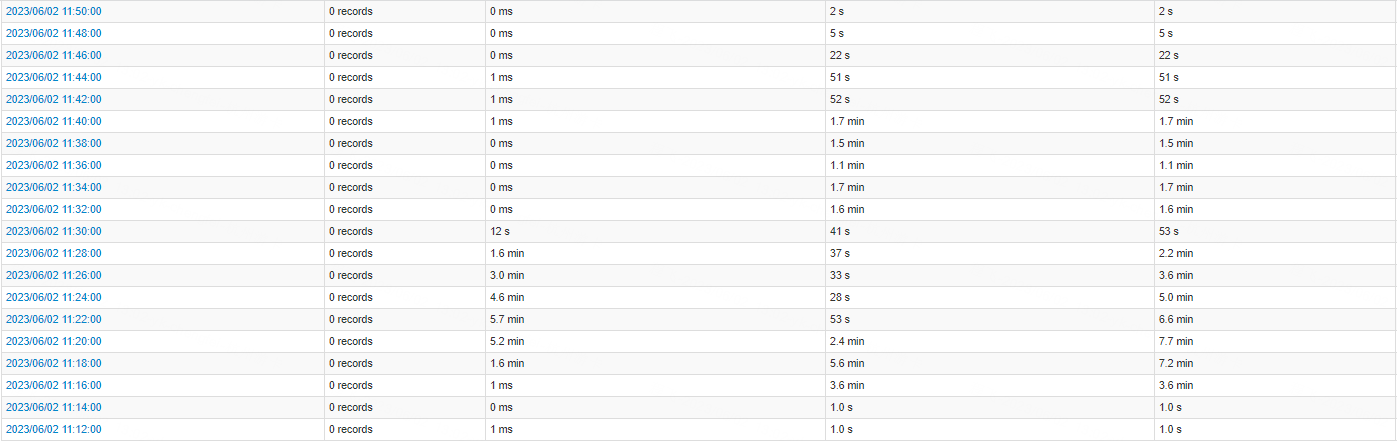 2023/06/02 11:50:00 0 records 0 ms 2 s 2 s
2023/06/02 11:48:00 0 records 0 ms 5 s 5 s
2023/06/02 11:46:00 0 records 0 ms 22 s 22 s
2023/06/02 11:44:00 0 records 1 ms 51 s 51 s
2023/06/02 11:42:00 0 records 1 ms 52 s 52 s
2023/06/02 11:40:00 0 records 1 ms 1.7 min 1.7 min
2023/06/02 11:38:00 0 records 0 ms 1.5 min 1.5 min
2023/06/02 11:36:00 0 records 0 ms 1.1 min 1.1 min
2023/06/02 11:34:00 0 records 0 ms 1.7 min 1.7 min
2023/06/02 11:32:00 0 records 0 ms 1.6 min 1.6 min
2023/06/02 11:30:00 0 records 12 s 41 s 53 s
2023/06/02 11:28:00 0 records 1.6 min 37 s 2.2 min
2023/06/02 11:26:00 0 records 3.0 min 33 s 3.6 min
2023/06/02 11:24:00 0 records 4.6 min 28 s 5.0 min
2023/06/02 11:22:00 0 records 5.7 min 53 s 6.6 min
2023/06/02 11:20:00 0 records 5.2 min 2.4 min 7.7 min
2023/06/02 11:18:00 0 records 1.6 min 5.6 min 7.2 min
2023/06/02 11:16:00 0 records 1 ms 3.6 min 3.6 min
2023/06/02 11:14:00 0 records 0 ms 1.0 s 1.0 s
2023/06/02 11:12:00 0 records 1 ms 1.0 s 1.0 s